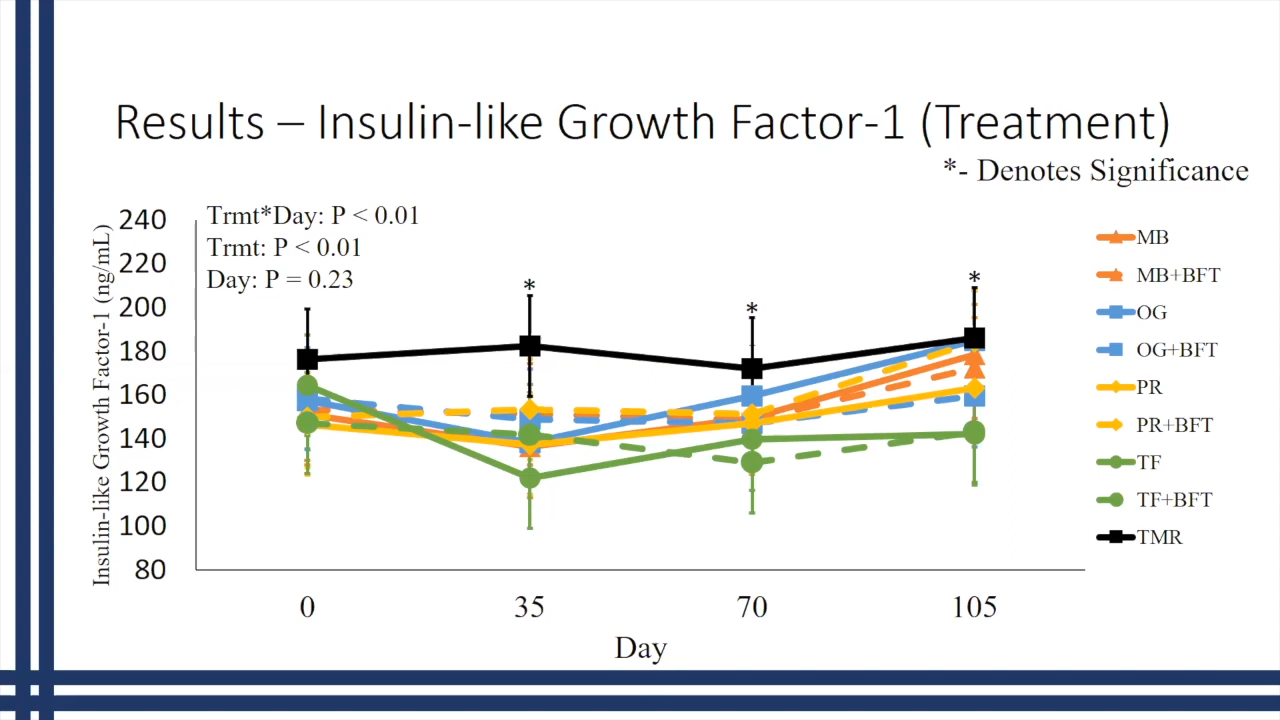 Results – Insulin-like Growth Factor-1 (Treatment)
*- Denotes Significance
Trmt*Day: P < 0.01
Trmt: P < 0.01
Day: P = 0.23
Insulin-like Growth Factor-1 (ng/mL)
240
220
200
180
160
140
120
100
80
*
*
*
0
35
70
105
Day
MB
MB+BFT
OG
OG+BFT
PR
PR+BFT
TF
TF+BFT
TMR